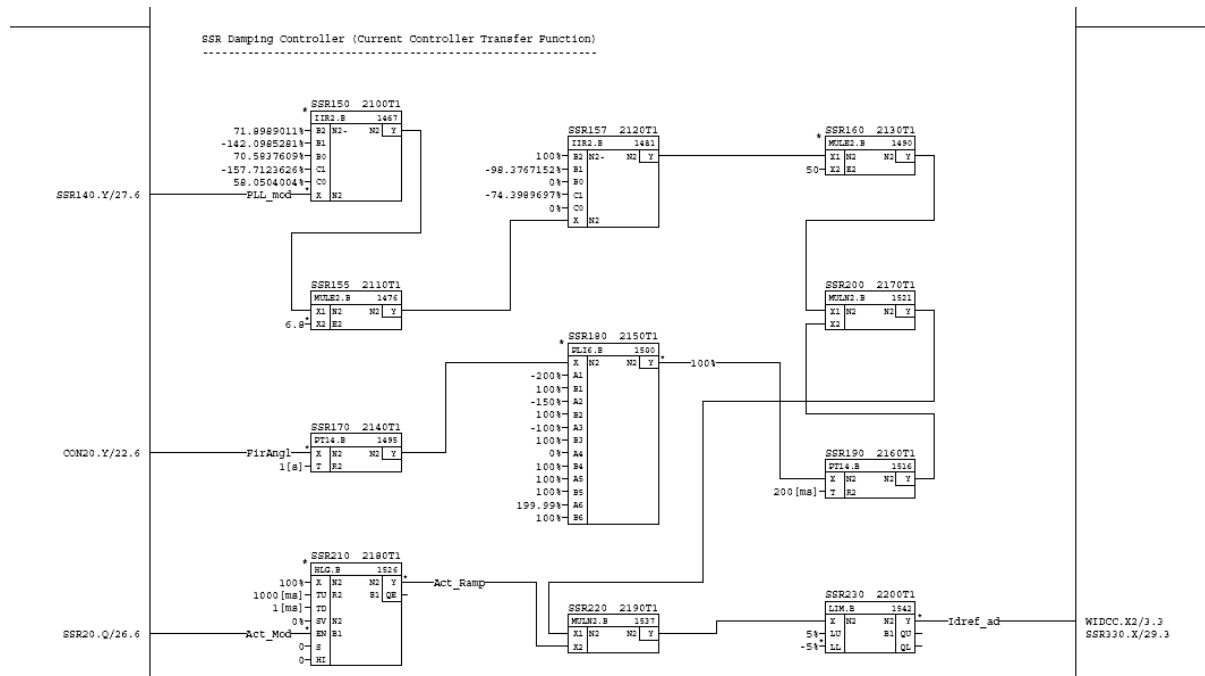 SSR Damping Controller (Current Controller Transfer Function)
------------------------------------------------------------
SSR150 2100T1
* IIR2.B 1467
71.8989011% B2 N2- N2 Y
-142.0985281% B1
70.5837609% B0
-157.7123626% C1
58.0504004% C0
SSR140.Y/27.6 PLL_mod * X N2
SSR157 2120T1
IIR2.B 1481
100% B2 N2- N2 Y
-98.3767152% B1
0% B0
-74.3989697% C1
0% C0
X N2
SSR160 2130T1
* MULE2.B 1490
X1 N2 N2 Y
50 X2 E2
SSR155 2110T1
MULE2.B 1476
X1 N2 N2 Y
6.8* X2 E2
SSR200 2170T1
MULN2.B 1521
X1 N2 N2 Y
X2
SSR180 2150T1
* PLI6.B 1500
X N2 N2 Y * 100%
-200% A1
100% B1
-150% A2
100% B2
-100% A3
100% B3
0% A4
100% B4
100% A5
100% B5
199.99% A6
100% B6
SSR170 2140T1
PT14.B 1495
CON20.Y/22.6 FirAngl * X N2 N2 Y
1[s] T R2
SSR190 2160T1
PT14.B 1516
X N2 N2 Y
200[ms] T R2
SSR210 2180T1
* HLG.B 1526
100% X N2 N2 Y * Act_Ramp
1000[ms] TU R2 B1 QE
1[ms] TD
0% SV N2
SSR20.Q/26.6 Act_Mod * EN B1
0 S
0 HI
SSR220 2190T1
MULN2.B 1537
X1 N2 N2 Y
X2
SSR230 2200T1
LIM.B 1542
X N2 N2 Y * Idref_ad
5% LU B1 QU
-5%* LL QL
WIDCC.X2/3.3
SSR330.X/29.3